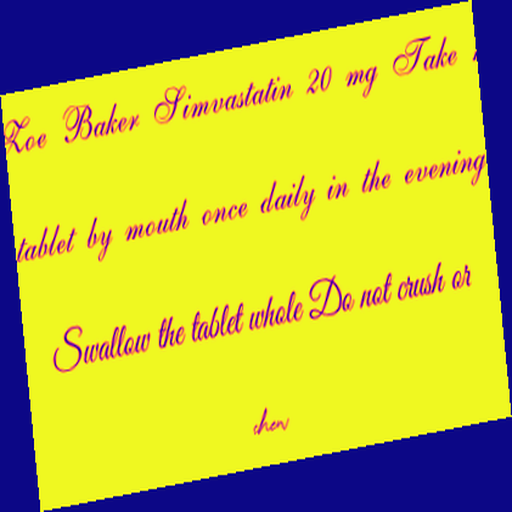 Zoe Baker Simvastatin 20 mg Take
tablet by mouth once daily in the evening
Swallow the tablet whole Do not crush or
chew